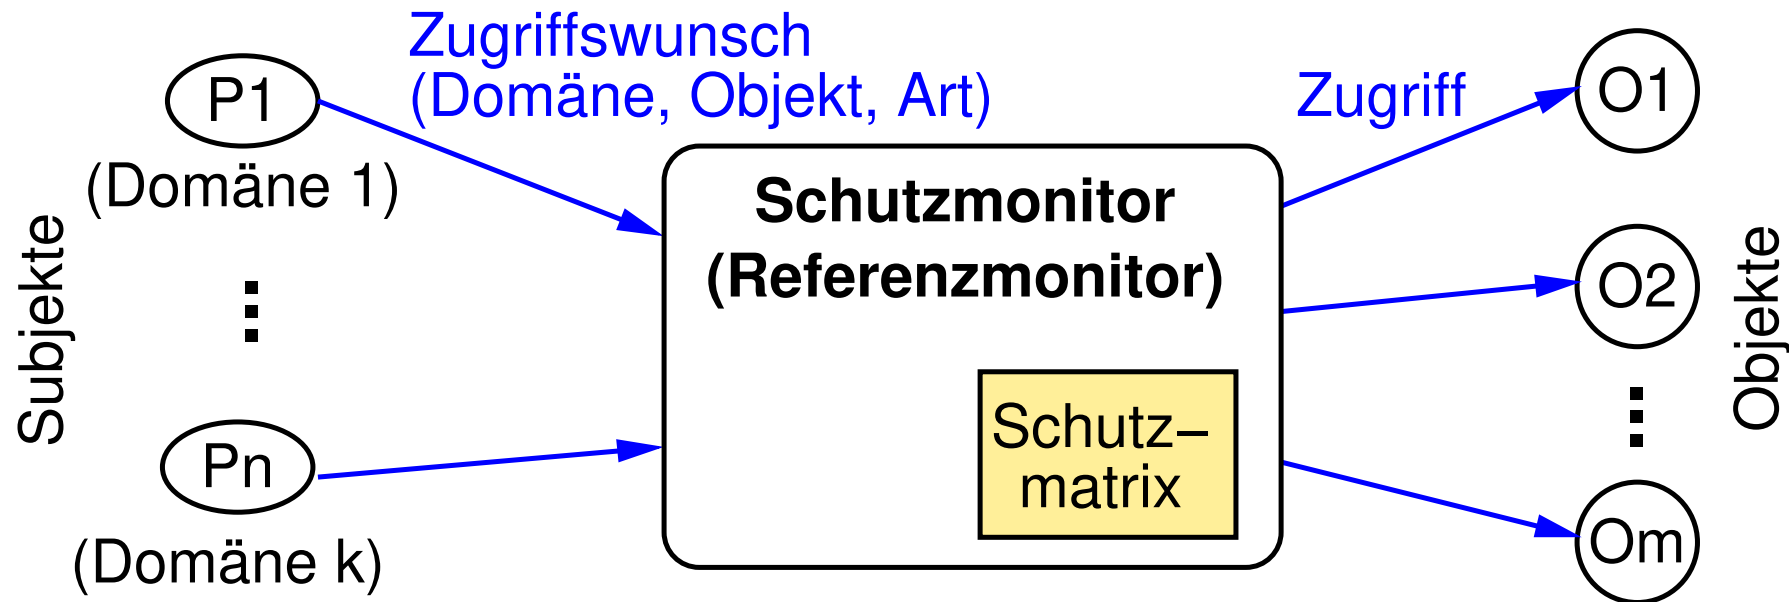 Zugriffswunsch
(Domäne, Objekt, Art)
Zugriff
P1
(Domäne 1)
Subjekte
Pn
(Domäne k)
Schutzmonitor
(Referenzmonitor)
Schutz–
matrix
O1
O2
Om
Objekte